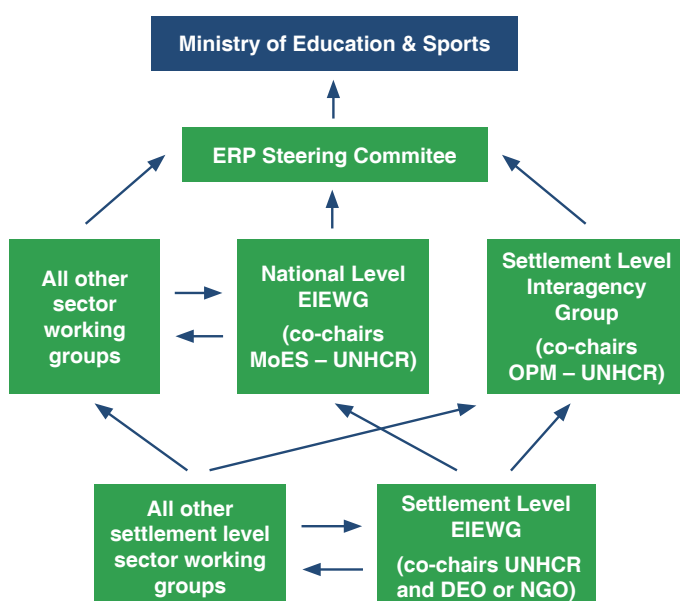 Ministry of Education & Sports
ERP Steering Commitee
All other
sector
working
groups
National Level
EIEWG
(co-chairs
MoES – UNHCR)
Settlement Level
Interagency
Group
(co-chairs
OPM – UNHCR)
All other
settlement level
sector working
groups
Settlement Level
EIEWG
(co-chairs UNHCR
and DEO or NGO)